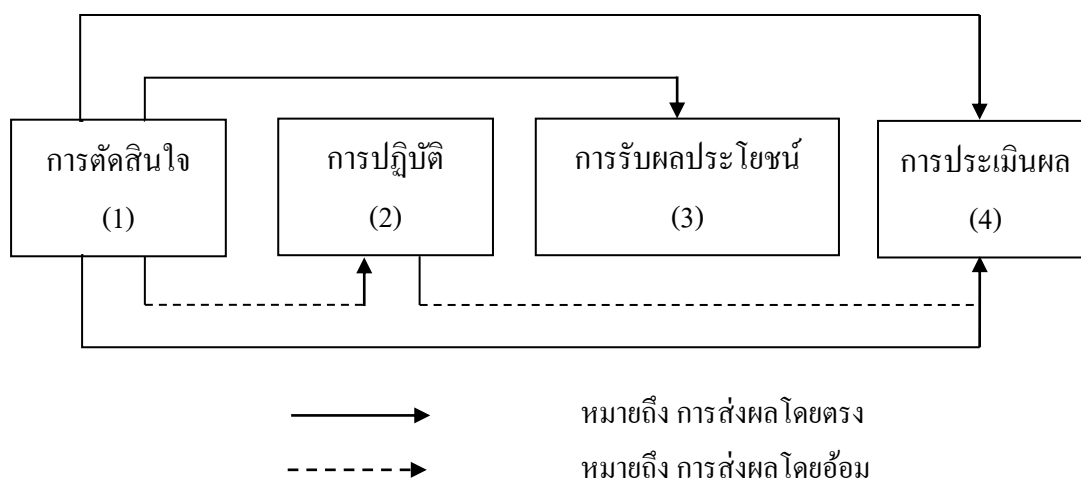 การตัดสินใจ
(1)
การปฏิบัติ
(2)
การรับผลประโยชน์
(3)
การประเมินผล
(4)
หมายถึง การส่งผลโดยตรง
หมายถึง การส่งผลโดยอ้อม